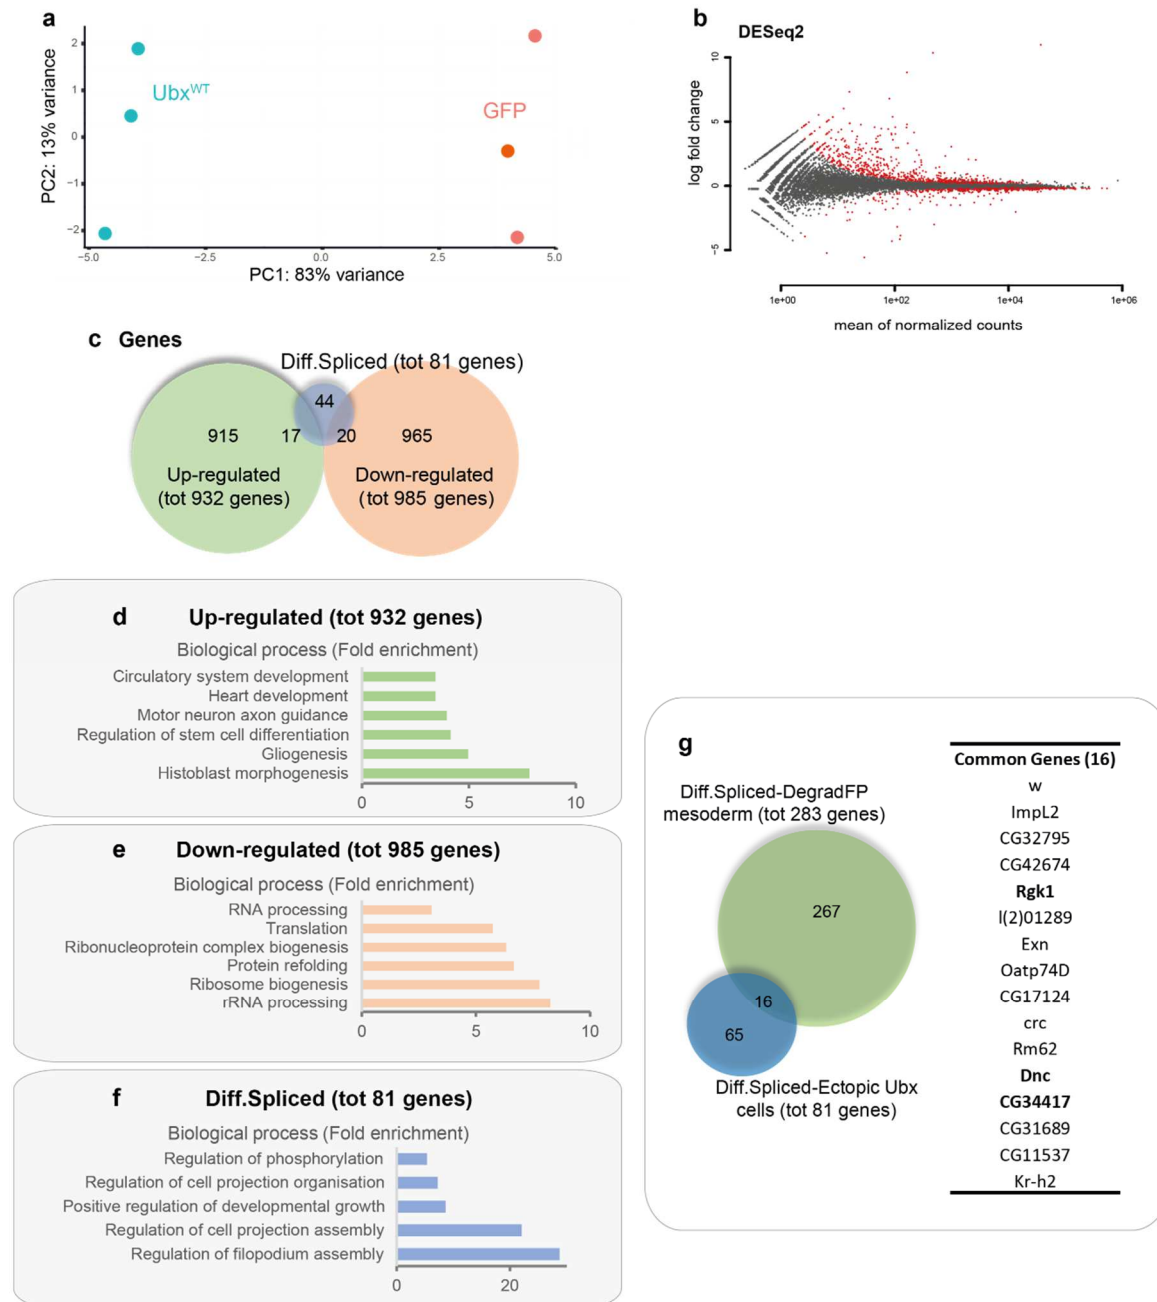 a
PC2: 13% variance
2
1
0
−1
−2
Ubx^WT
GFP
−5.0
−2.5
0.0
2.5
5.0
PC1: 83% variance
b
DESeq2
log fold change
10
5
0
−5
1e+00
1e+02
1e+04
1e+06
mean of normalized counts
c Genes
Diff.Spliced (tot 81 genes)
44
915
17
20
965
Up-regulated
(tot 932 genes)
Down-regulated
(tot 985 genes)
d
Up-regulated (tot 932 genes)
Biological process (Fold enrichment)
Circulatory system development
Heart development
Motor neuron axon guidance
Regulation of stem cell differentiation
Gliogenesis
Histoblast morphogenesis
0
5
10
e
Down-regulated (tot 985 genes)
Biological process (Fold enrichment)
RNA processing
Translation
Ribonucleoprotein complex biogenesis
Protein refolding
Ribosome biogenesis
rRNA processing
0
5
10
f
Diff.Spliced (tot 81 genes)
Biological process (Fold enrichment)
Regulation of phosphorylation
Regulation of cell projection organisation
Positive regulation of developmental growth
Regulation of cell projection assembly
Regulation of filopodium assembly
0
20
g
Diff.Spliced-DegradFP
mesoderm (tot 283 genes)
267
16
65
Diff.Spliced-Ectopic Ubx
cells (tot 81 genes)
Common Genes (16)
w
ImpL2
CG32795
CG42674
Rgk1
l(2)01289
Exn
Oatp74D
CG17124
crc
Rm62
Dnc
CG34417
CG31689
CG11537
Kr-h2